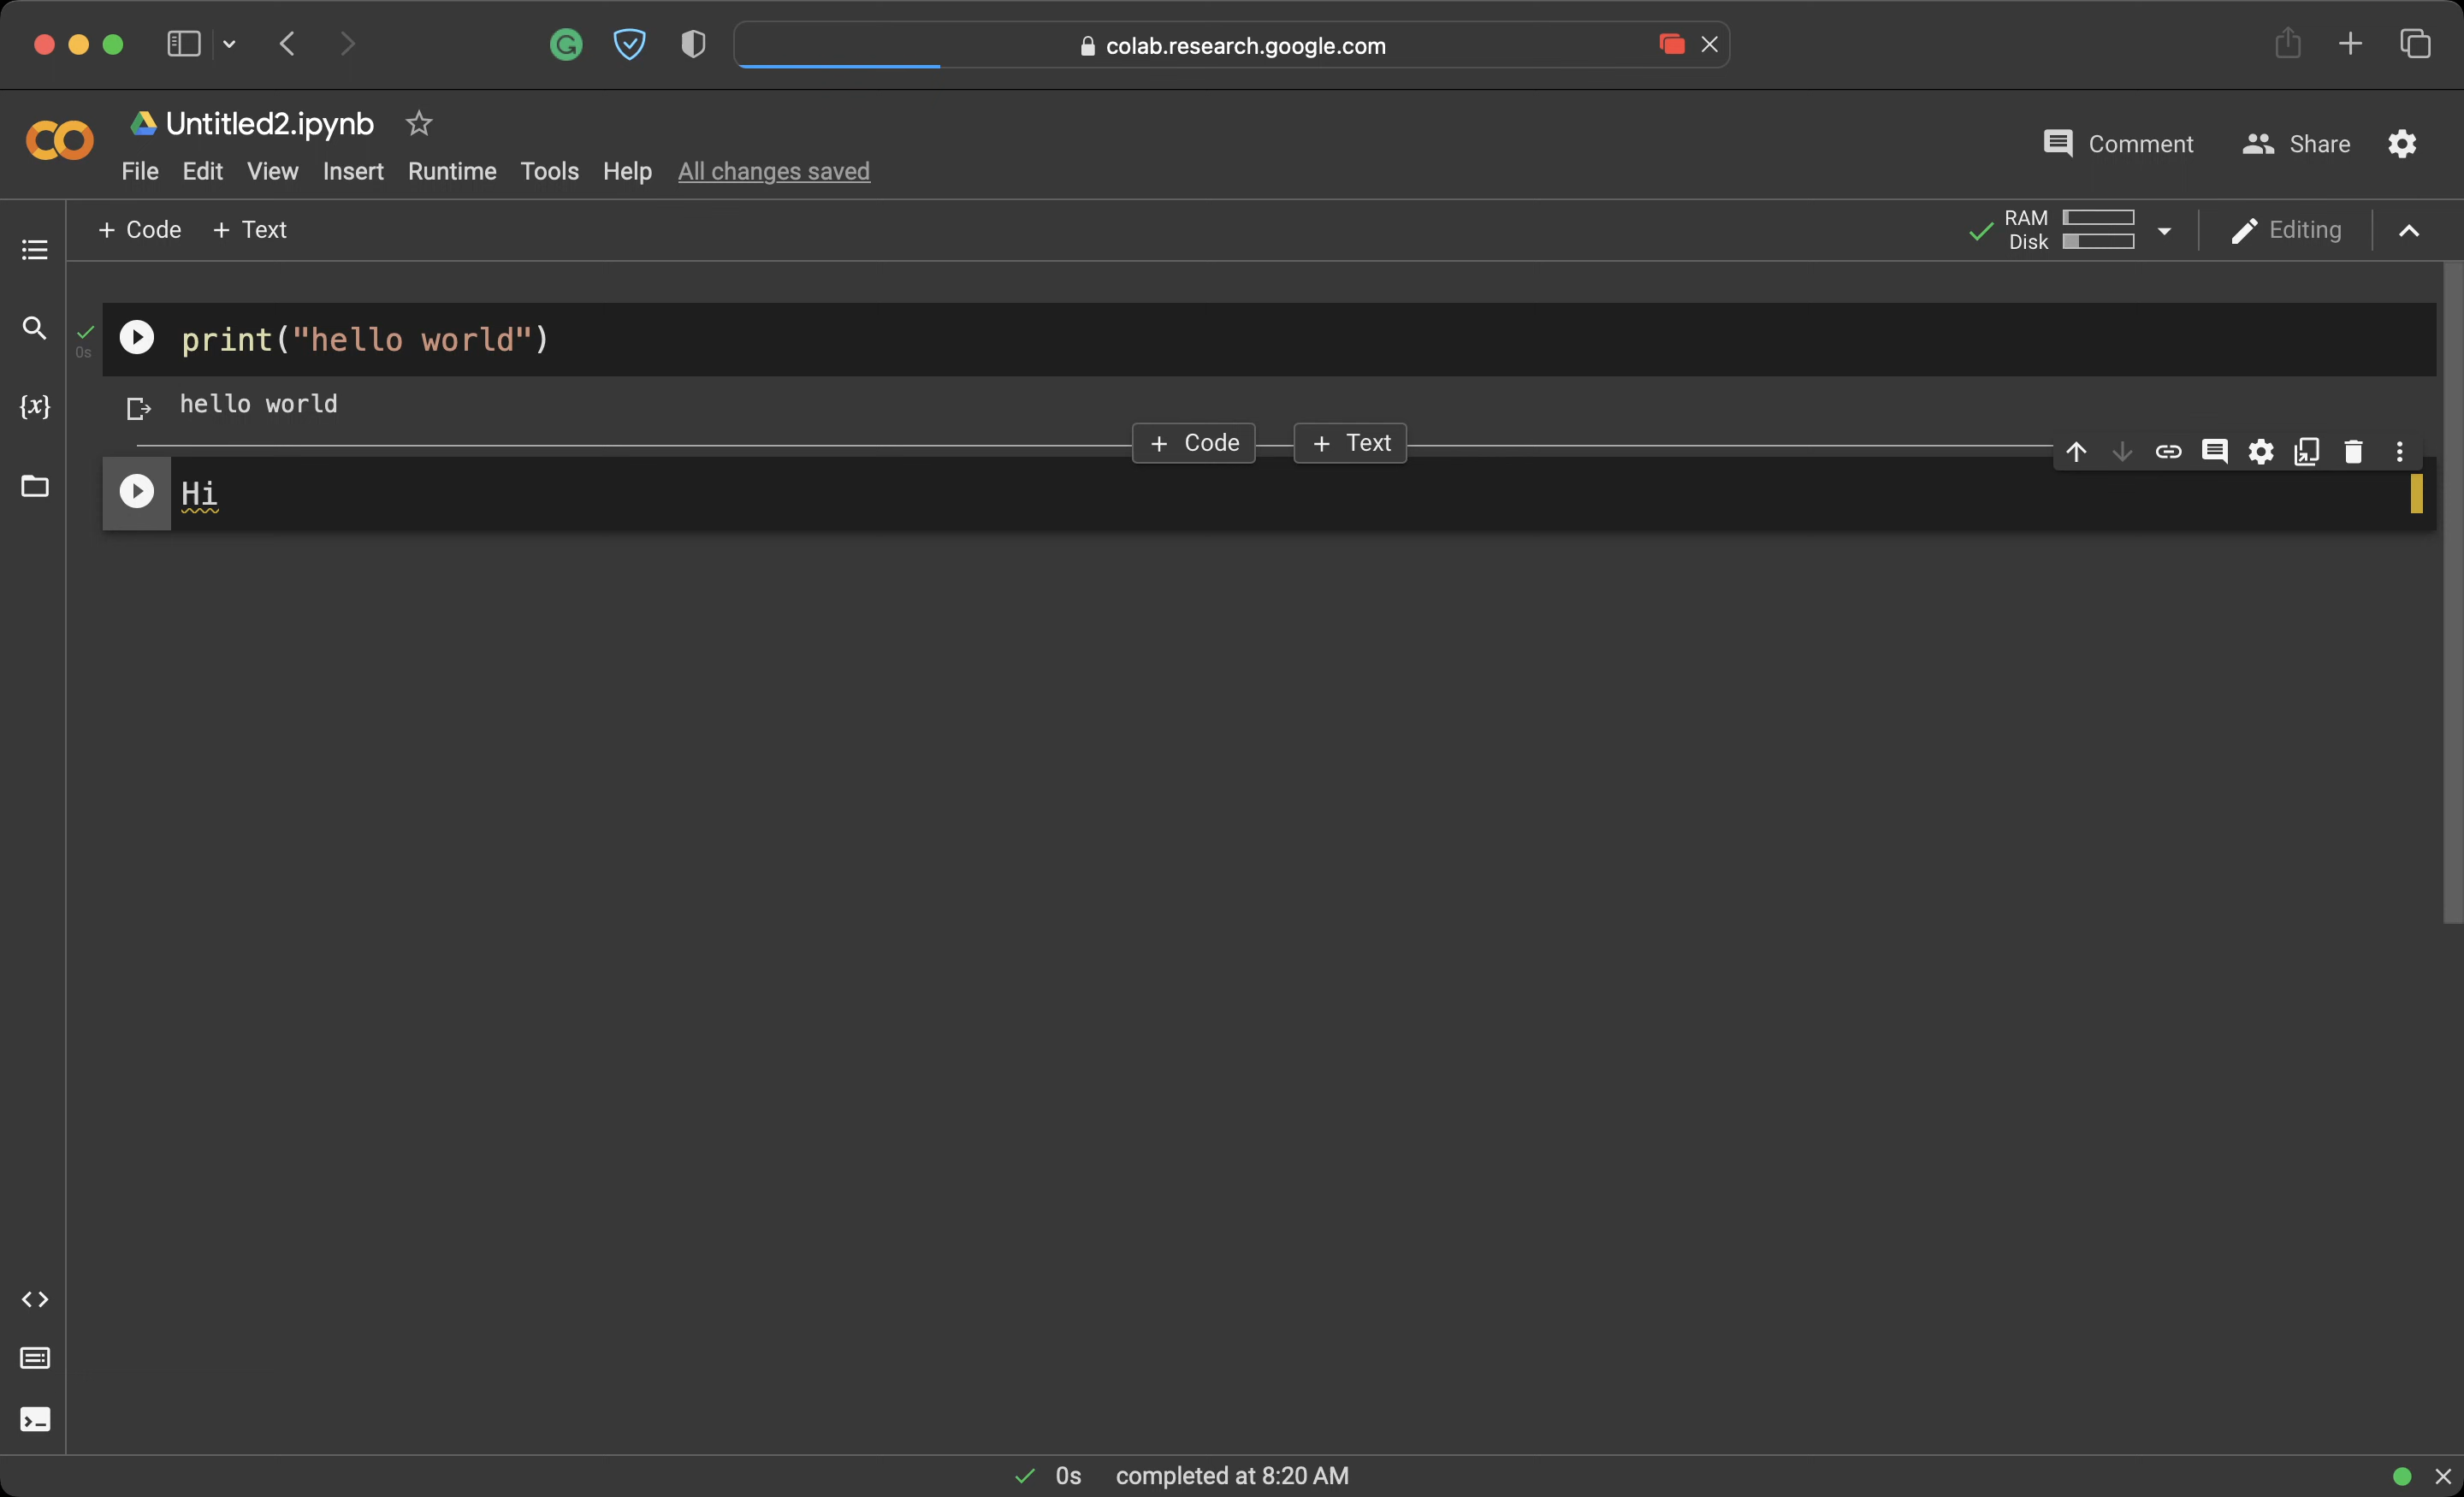 colab.research.google.com
Untitled2.ipynb
File Edit View Insert Runtime Tools Help All changes saved
Comment Share
+ Code + Text
RAM
Disk
Editing
{x}
0s
print("hello world")
hello world
+ Code + Text
Hi
0s completed at 8:20 AM